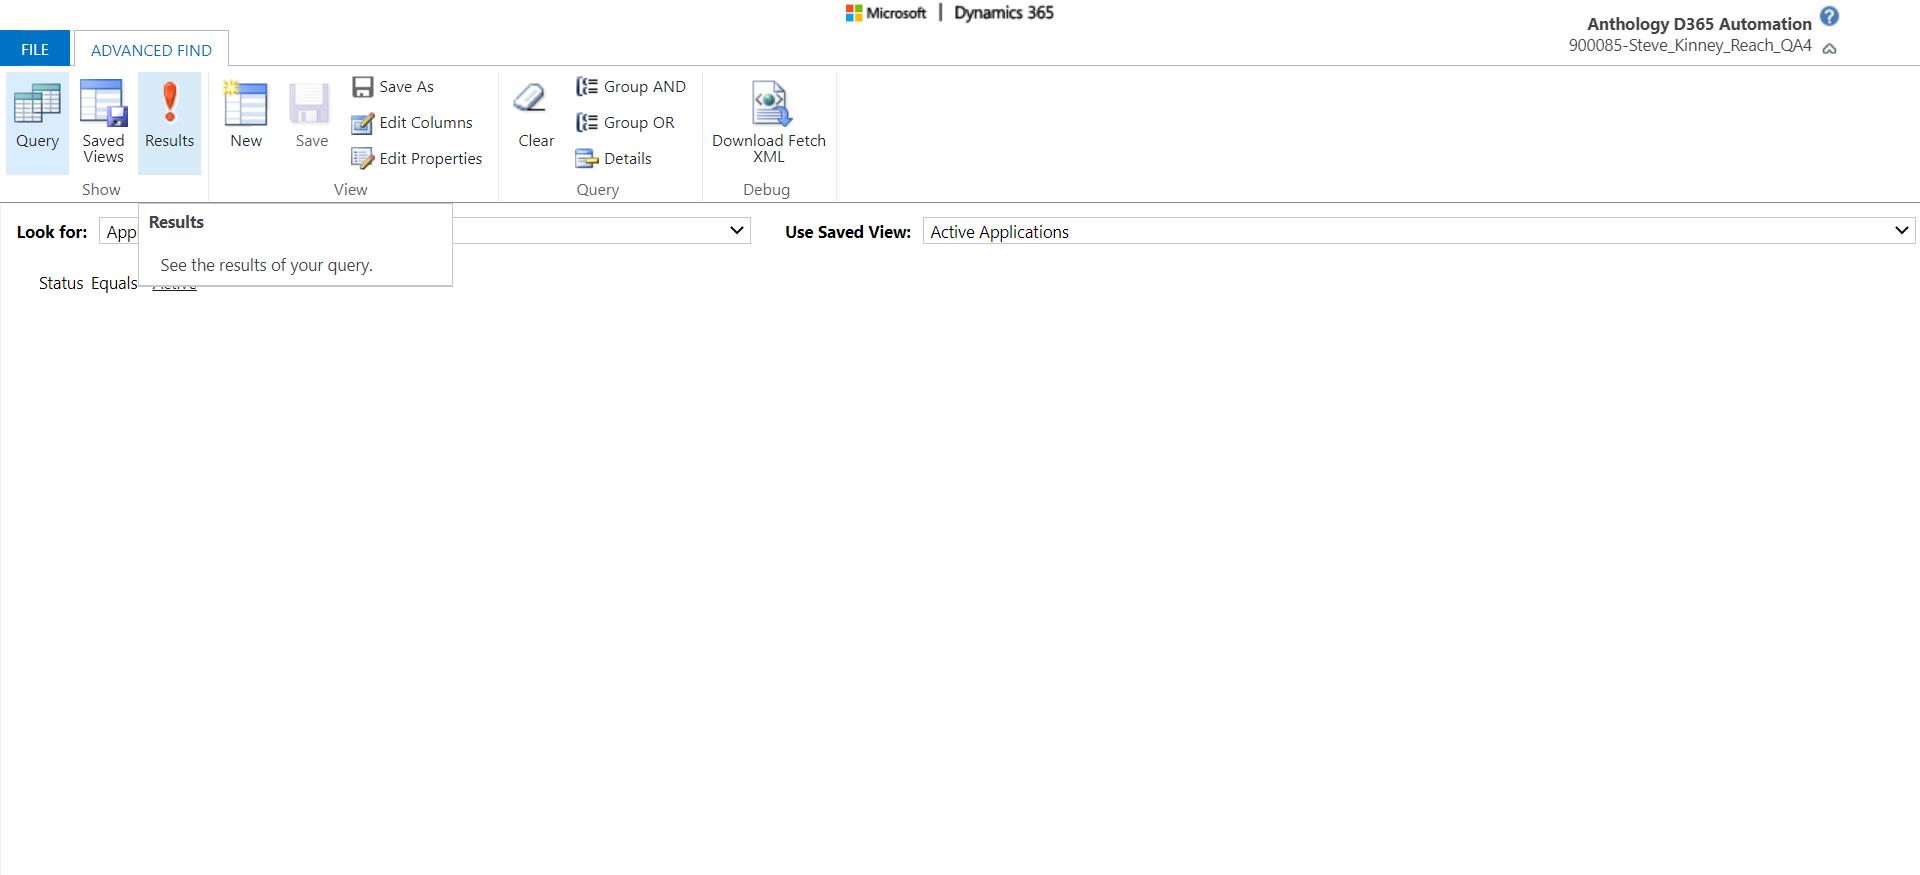 Microsoft | Dynamics 365
Anthology D365 Automation
900085-Steve_Kinney_Reach_QA4
FILE
ADVANCED FIND
Query
Saved Views
Results
New
Save
Save As
Edit Columns
Edit Properties
Clear
Group AND
Group OR
Details
Download Fetch XML
Show
View
Query
Debug
Results
See the results of your query.
Look for: App
Use Saved View: Active Applications
Status Equals Active